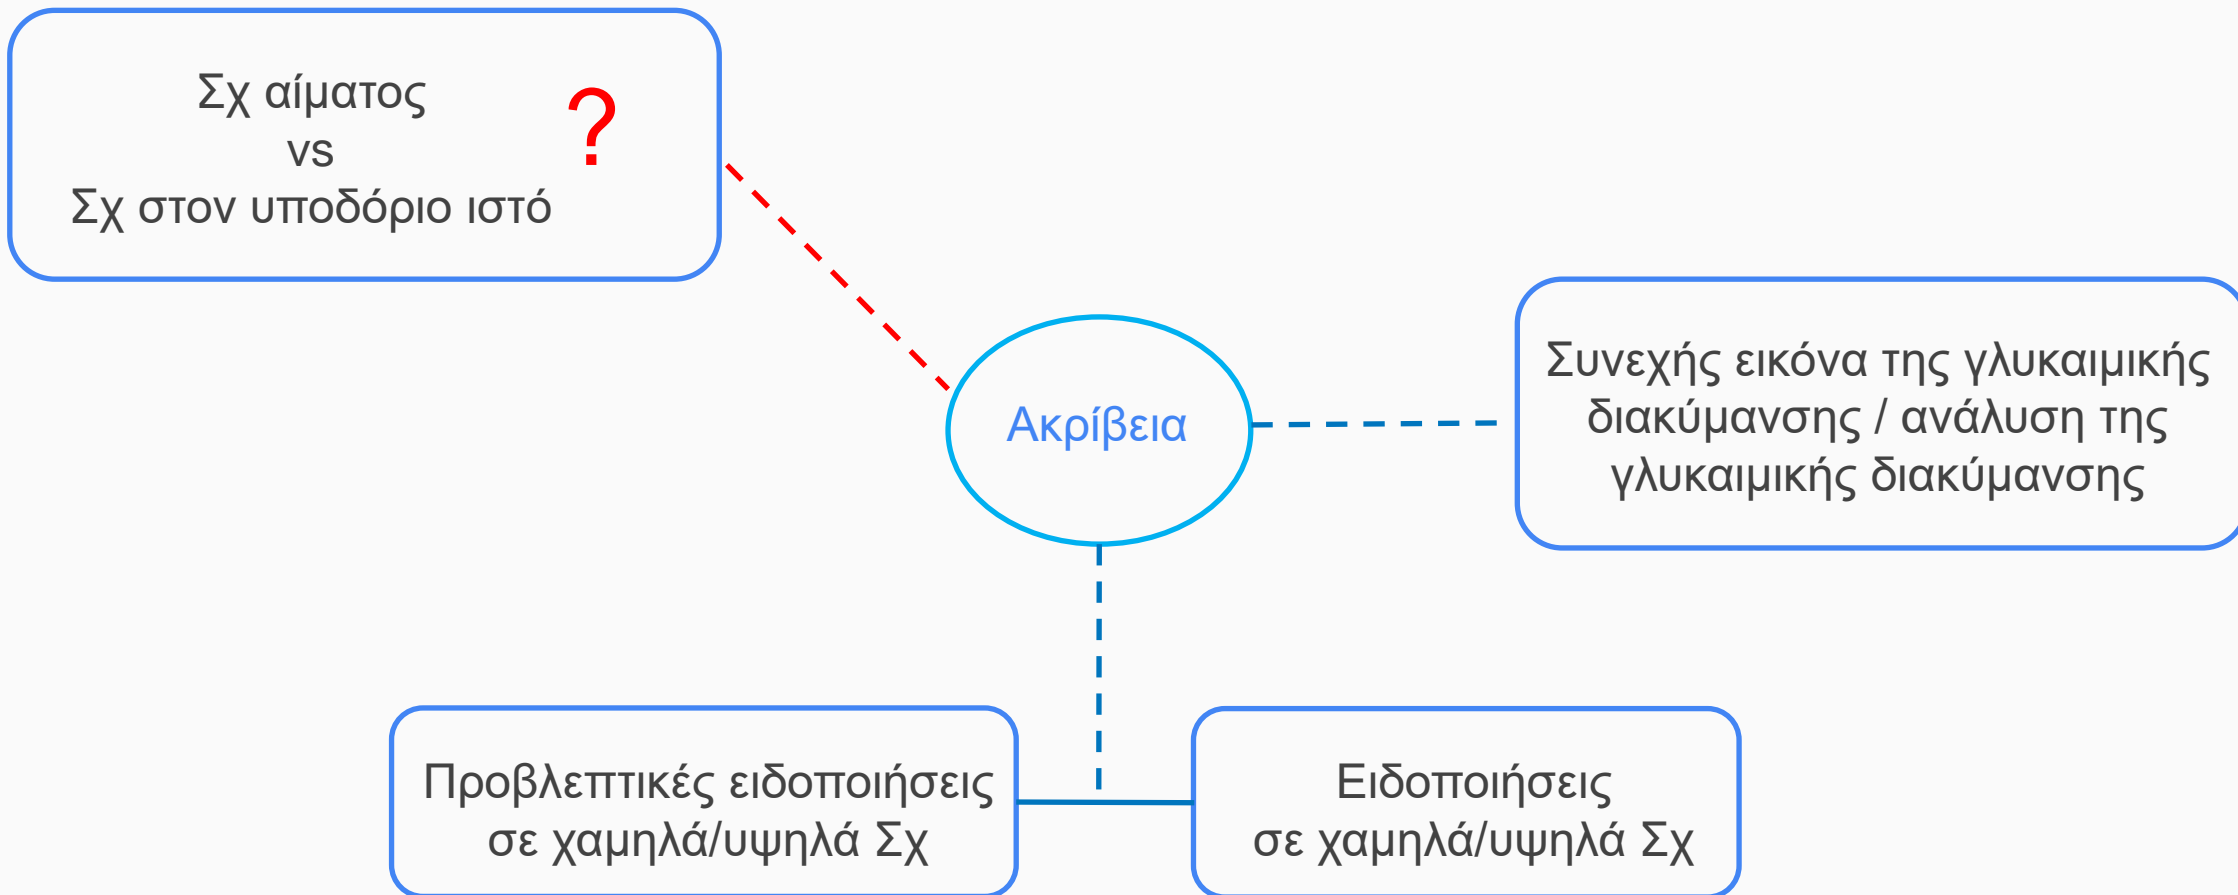 Σχ αίματος
vs
Σχ στον υποδόριο ιστό
?
Ακρίβεια
Συνεχής εικόνα της γλυκαιμικής
διακύμανσης / ανάλυση της
γλυκαιμικής διακύμανσης
Προβλεπτικές ειδοποιήσεις
σε χαμηλά/υψηλά Σχ
Ειδοποιήσεις
σε χαμηλά/υψηλά Σχ